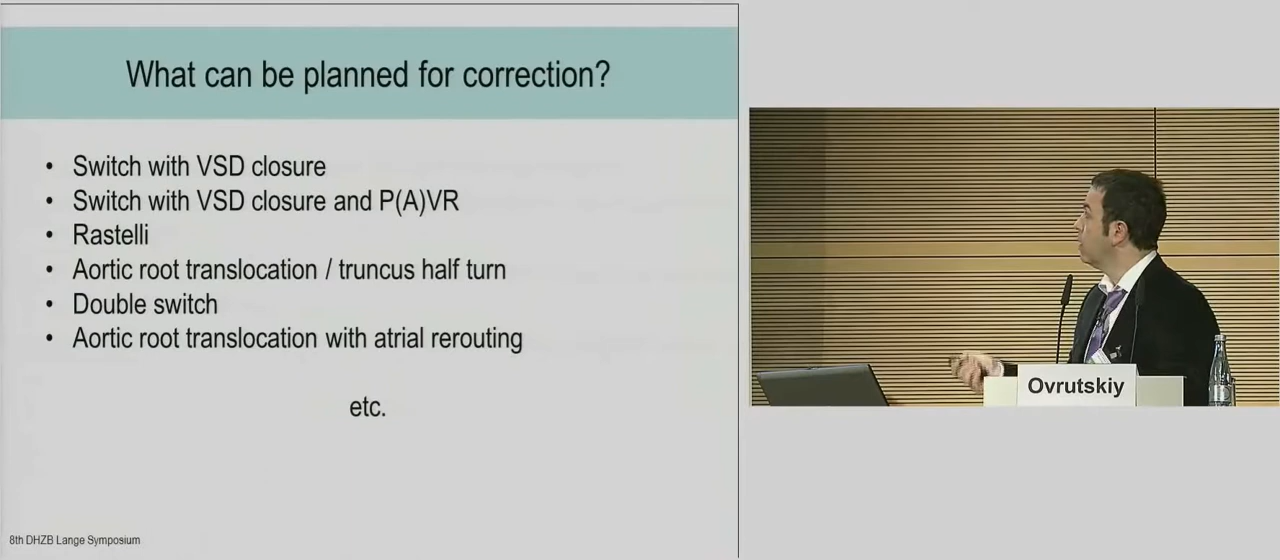 What can be planned for correction?
• Switch with VSD closure
• Switch with VSD closure and P(A)VR
• Rastelli
• Aortic root translocation / truncus half turn
• Double switch
• Aortic root translocation with atrial rerouting
etc.
8th DHZB Lange Symposium
Ovrutskiy